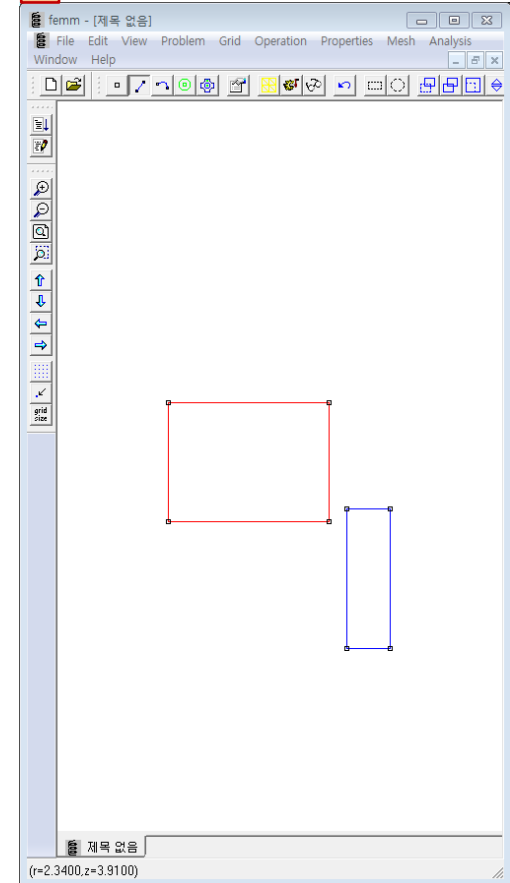 femm - [제목 없음]
File Edit View Problem Grid Operation Properties Mesh Analysis
Window Help
grid
size
제목 없음
(r=2.3400,z=3.9100)